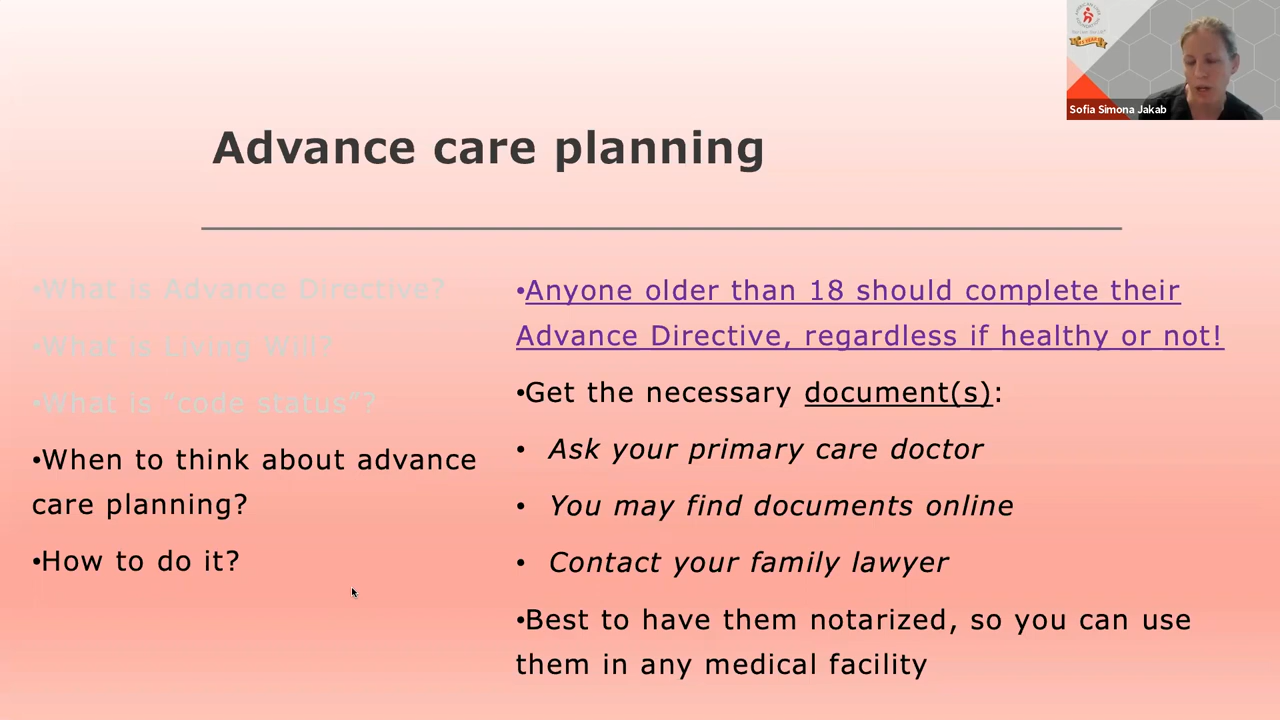 Sofia Simona Jakab
Advance care planning
•What is Advance Directive?
•What is Living Will?
•What is “code status”?
•When to think about advance
care planning?
•How to do it?
•Anyone older than 18 should complete their
Advance Directive, regardless if healthy or not!
•Get the necessary document(s):
• Ask your primary care doctor
• You may find documents online
• Contact your family lawyer
•Best to have them notarized, so you can use
them in any medical facility